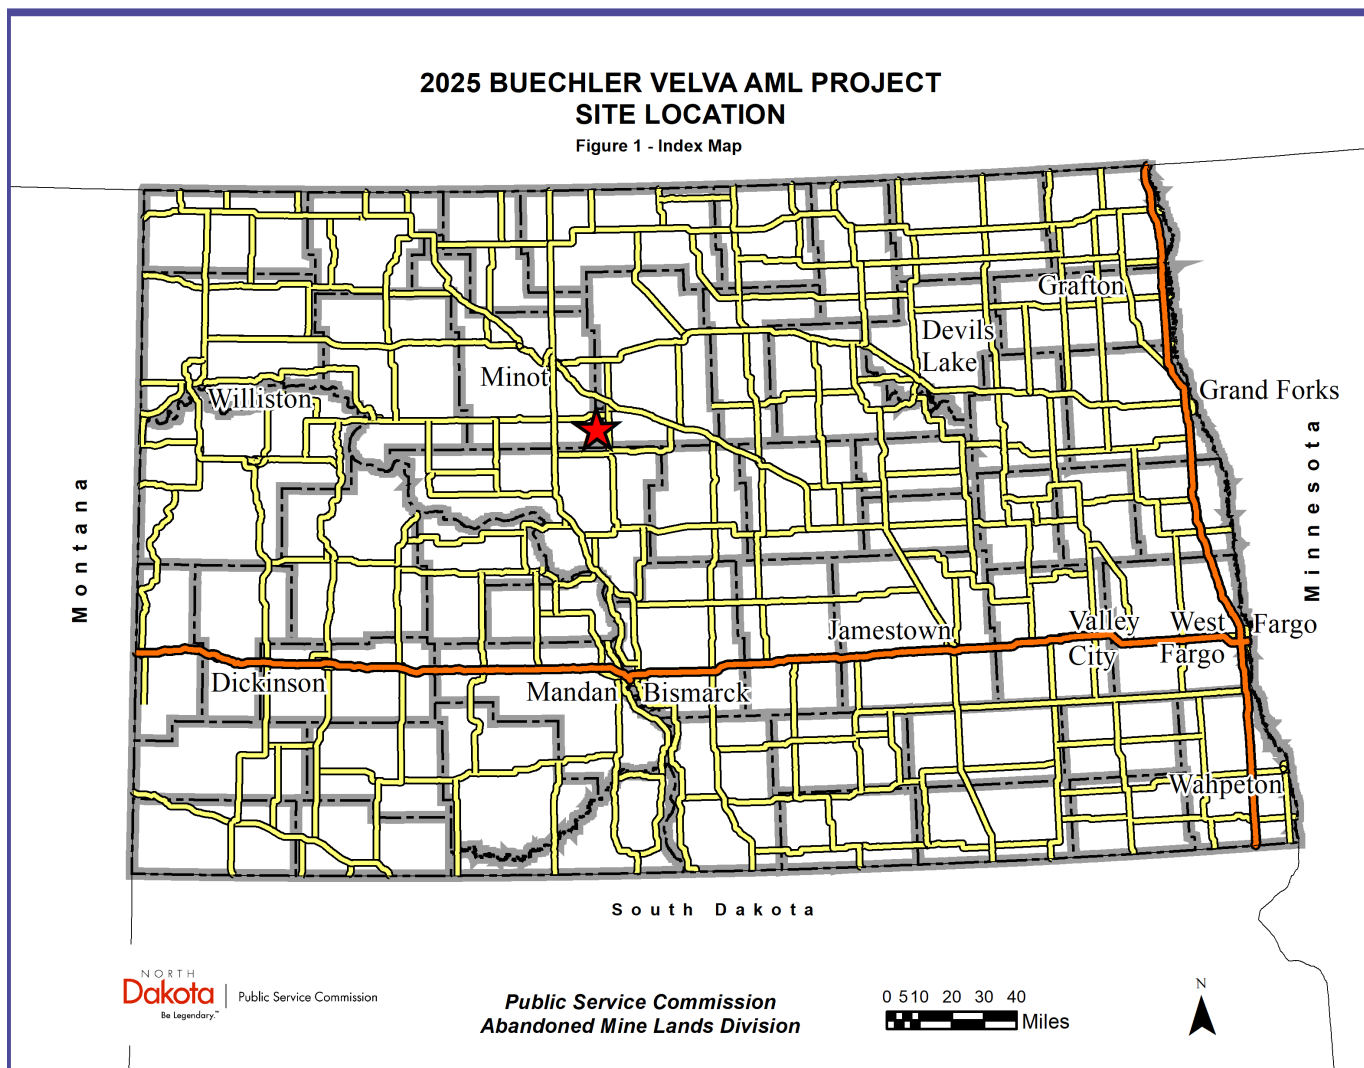 2025 BUECHLER VELVA AML PROJECT
SITE LOCATION
Figure 1 - Index Map
Grafton
Devils
Lake
Minot
Grand Forks
Williston
Montana
Minnesota
Jamestown
Valley
City
West
Fargo
Fargo
Dickinson
Mandan
Bismarck
Wahpeton
South Dakota
NORTH
Dakota
Be Legendary.™
Public Service Commission
Public Service Commission
Abandoned Mine Lands Division
0 5 10 20 30 40
Miles
N